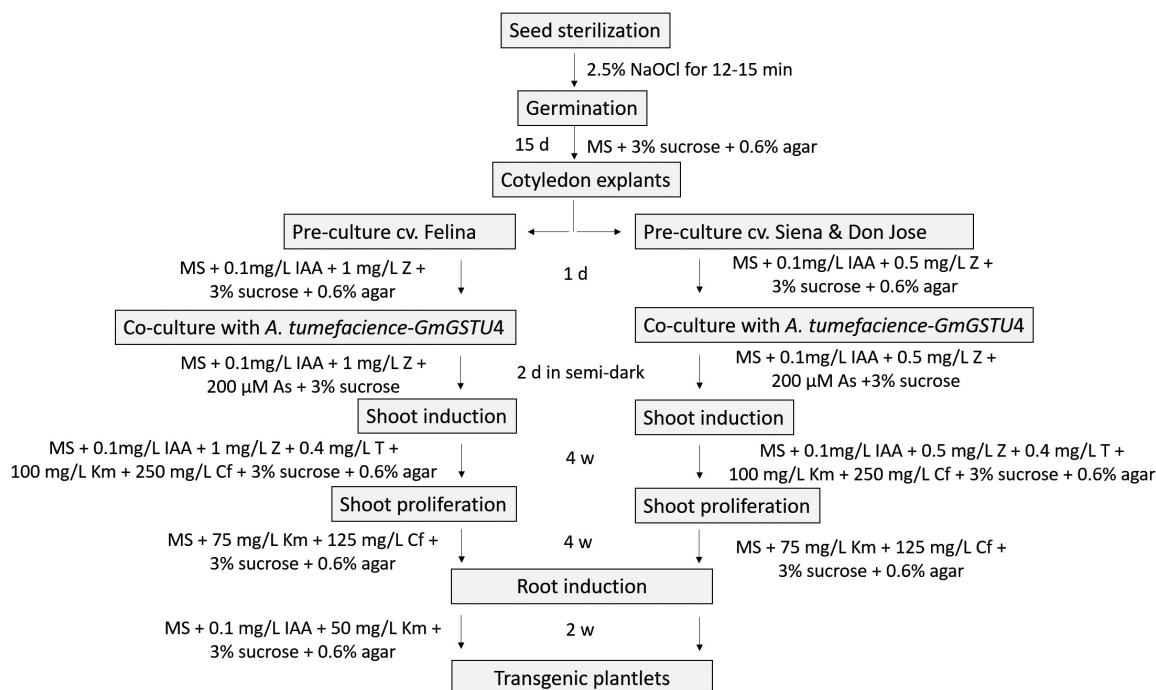 Seed sterilization
2.5% NaOCl for 12-15 min
Germination
15 d
MS + 3% sucrose + 0.6% agar
Cotyledon explants
Pre-culture cv. Felina
Pre-culture cv. Siena & Don Jose
MS + 0.1mg/L IAA + 1 mg/L Z +
3% sucrose + 0.6% agar
1 d
MS + 0.1mg/L IAA + 0.5 mg/L Z +
3% sucrose + 0.6% agar
Co-culture with A. tumefacience-GmGSTU4
Co-culture with A. tumefacience-GmGSTU4
MS + 0.1mg/L IAA + 1 mg/L Z +
200 µM As + 3% sucrose
2 d in semi-dark
MS + 0.1mg/L IAA + 0.5 mg/L Z +
200 µM As +3% sucrose
Shoot induction
Shoot induction
MS + 0.1mg/L IAA + 1 mg/L Z + 0.4 mg/L T +
100 mg/L Km + 250 mg/L Cf + 3% sucrose + 0.6% agar
4 w
MS + 0.1mg/L IAA + 0.5 mg/L Z + 0.4 mg/L T +
100 mg/L Km + 250 mg/L Cf + 3% sucrose + 0.6% agar
Shoot proliferation
Shoot proliferation
MS + 75 mg/L Km + 125 mg/L Cf +
3% sucrose + 0.6% agar
4 w
MS + 75 mg/L Km + 125 mg/L Cf +
3% sucrose + 0.6% agar
Root induction
MS + 0.1 mg/L IAA + 50 mg/L Km +
3% sucrose + 0.6% agar
2 w
Transgenic plantlets